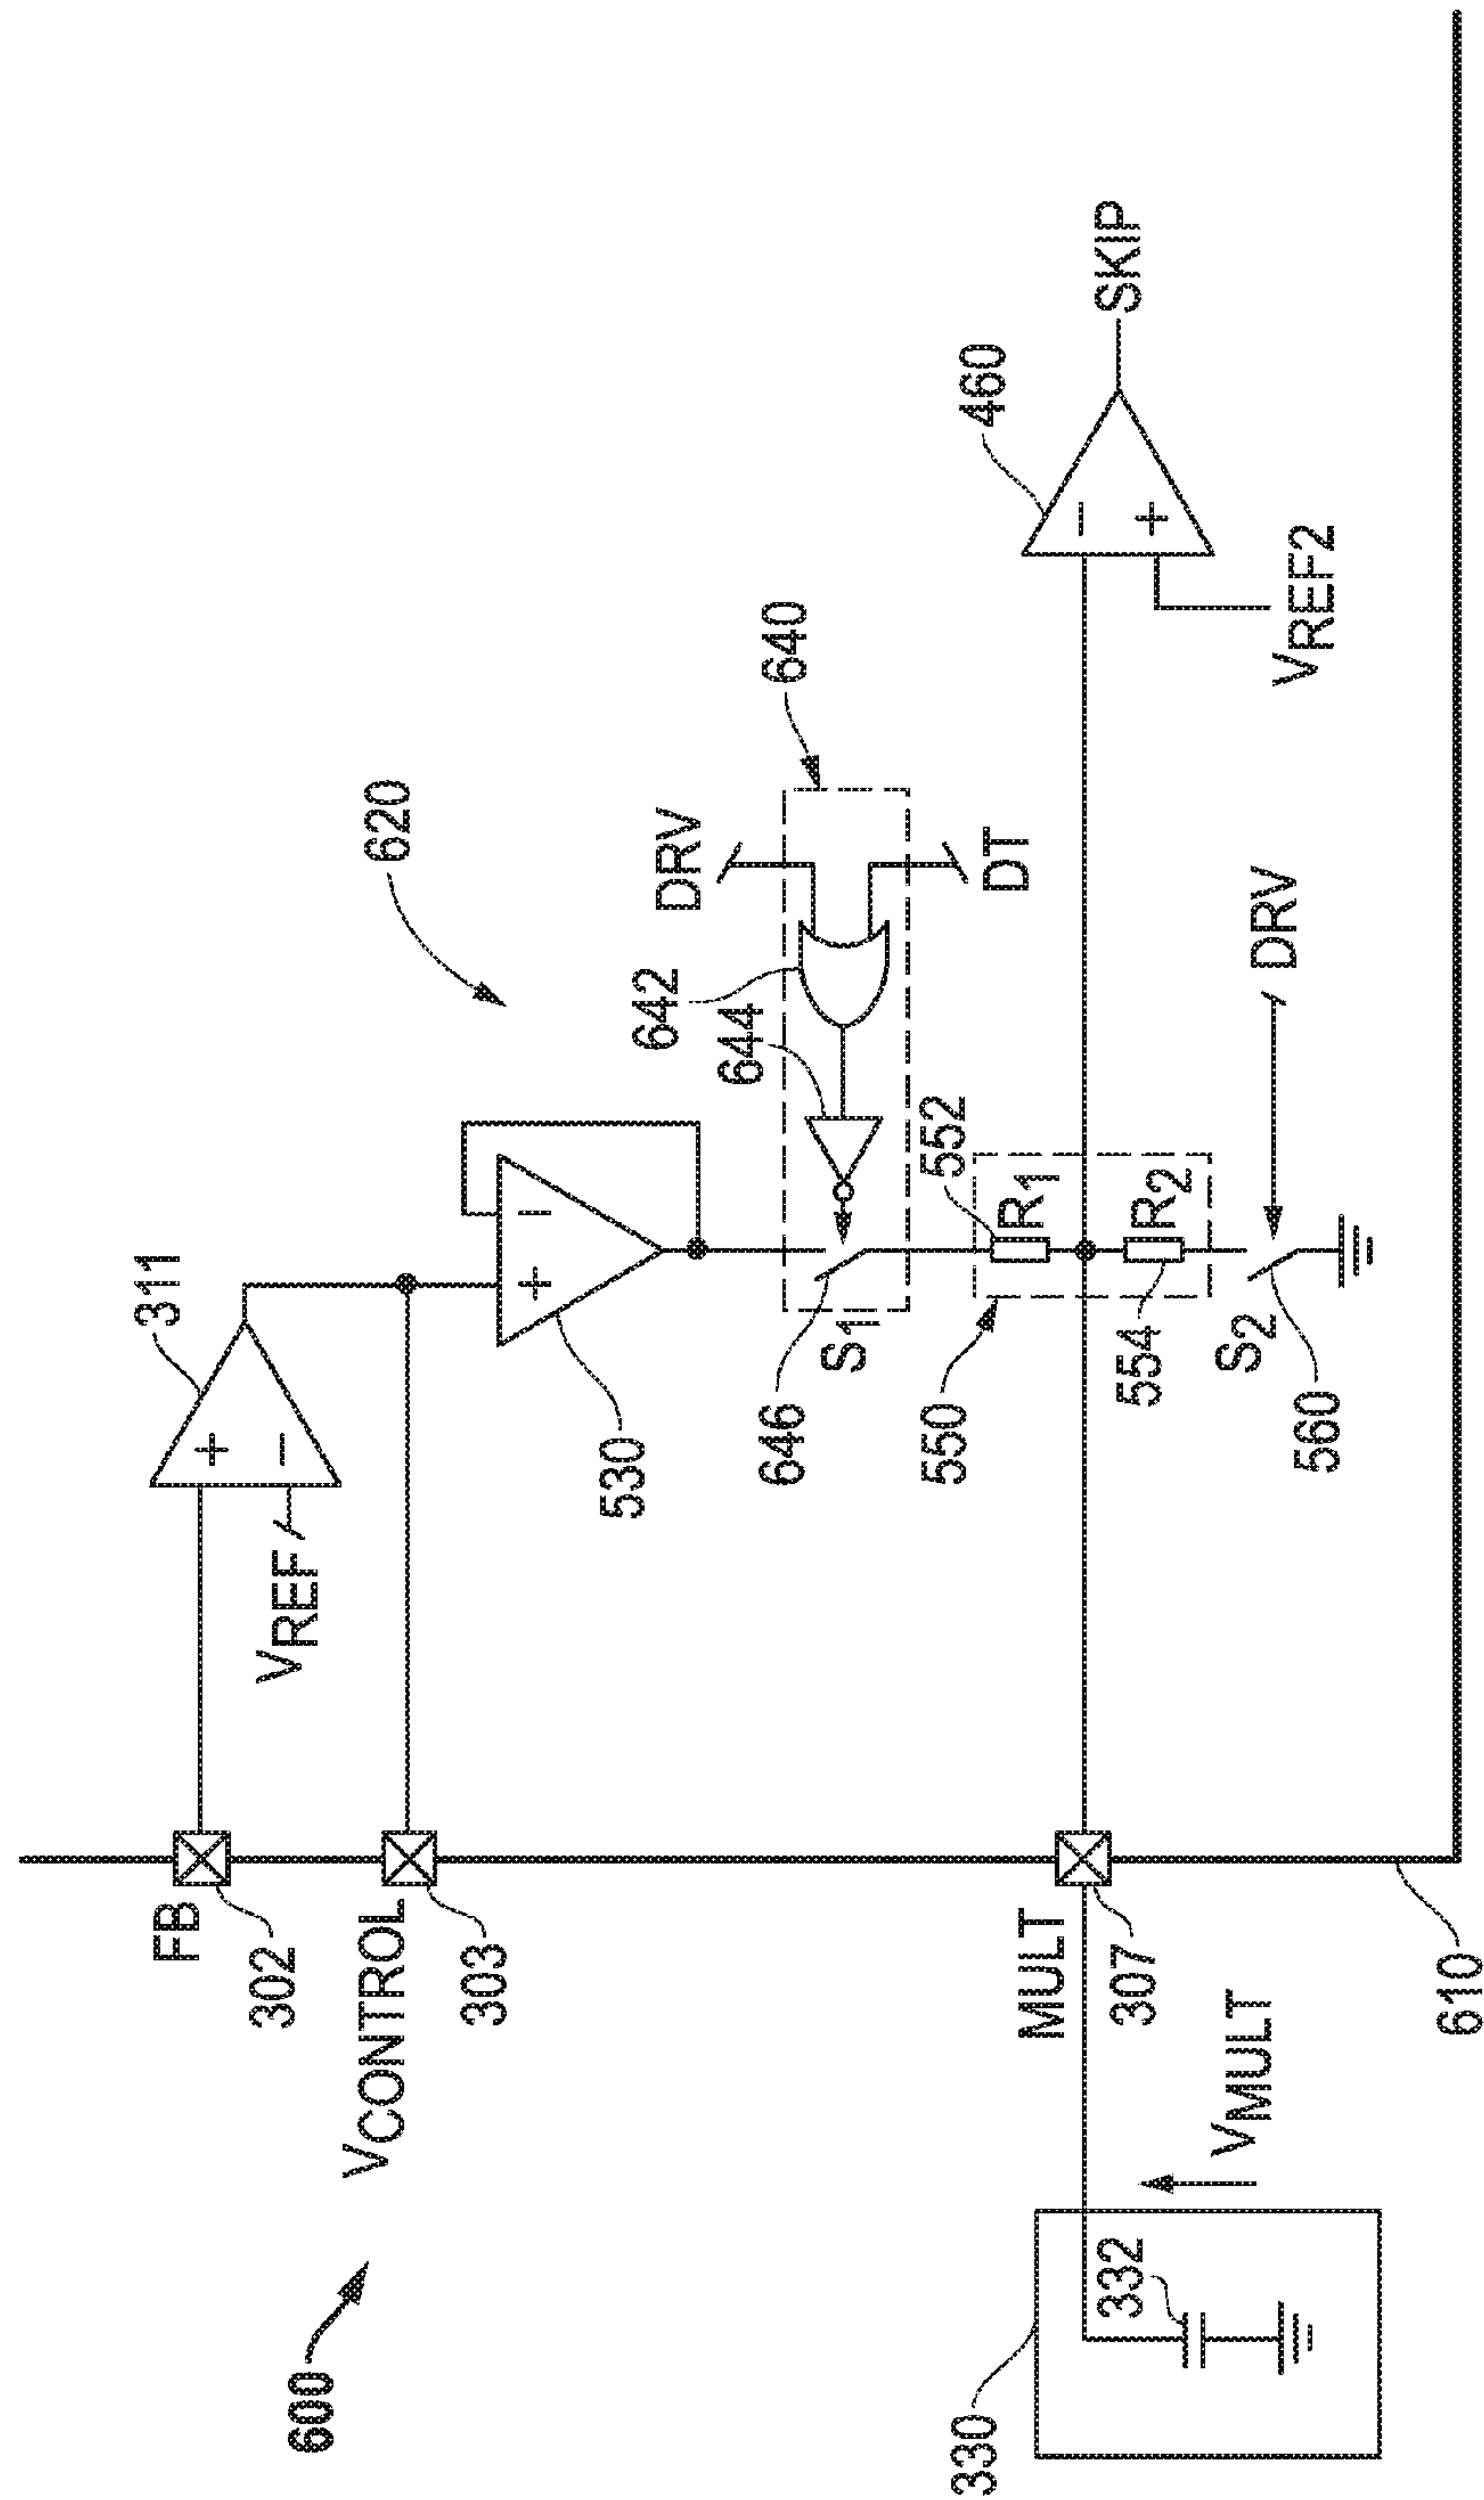 600
FB
302
VCONTROL
303
VREF
+
−
311
620
+
−
530
DRV
642
644
640
DT
646
S1
552
R1
550
R2
554
S2
560
DRV
460
−
+
SKIP
VREF2
MULT
307
VMULT
330
332
610